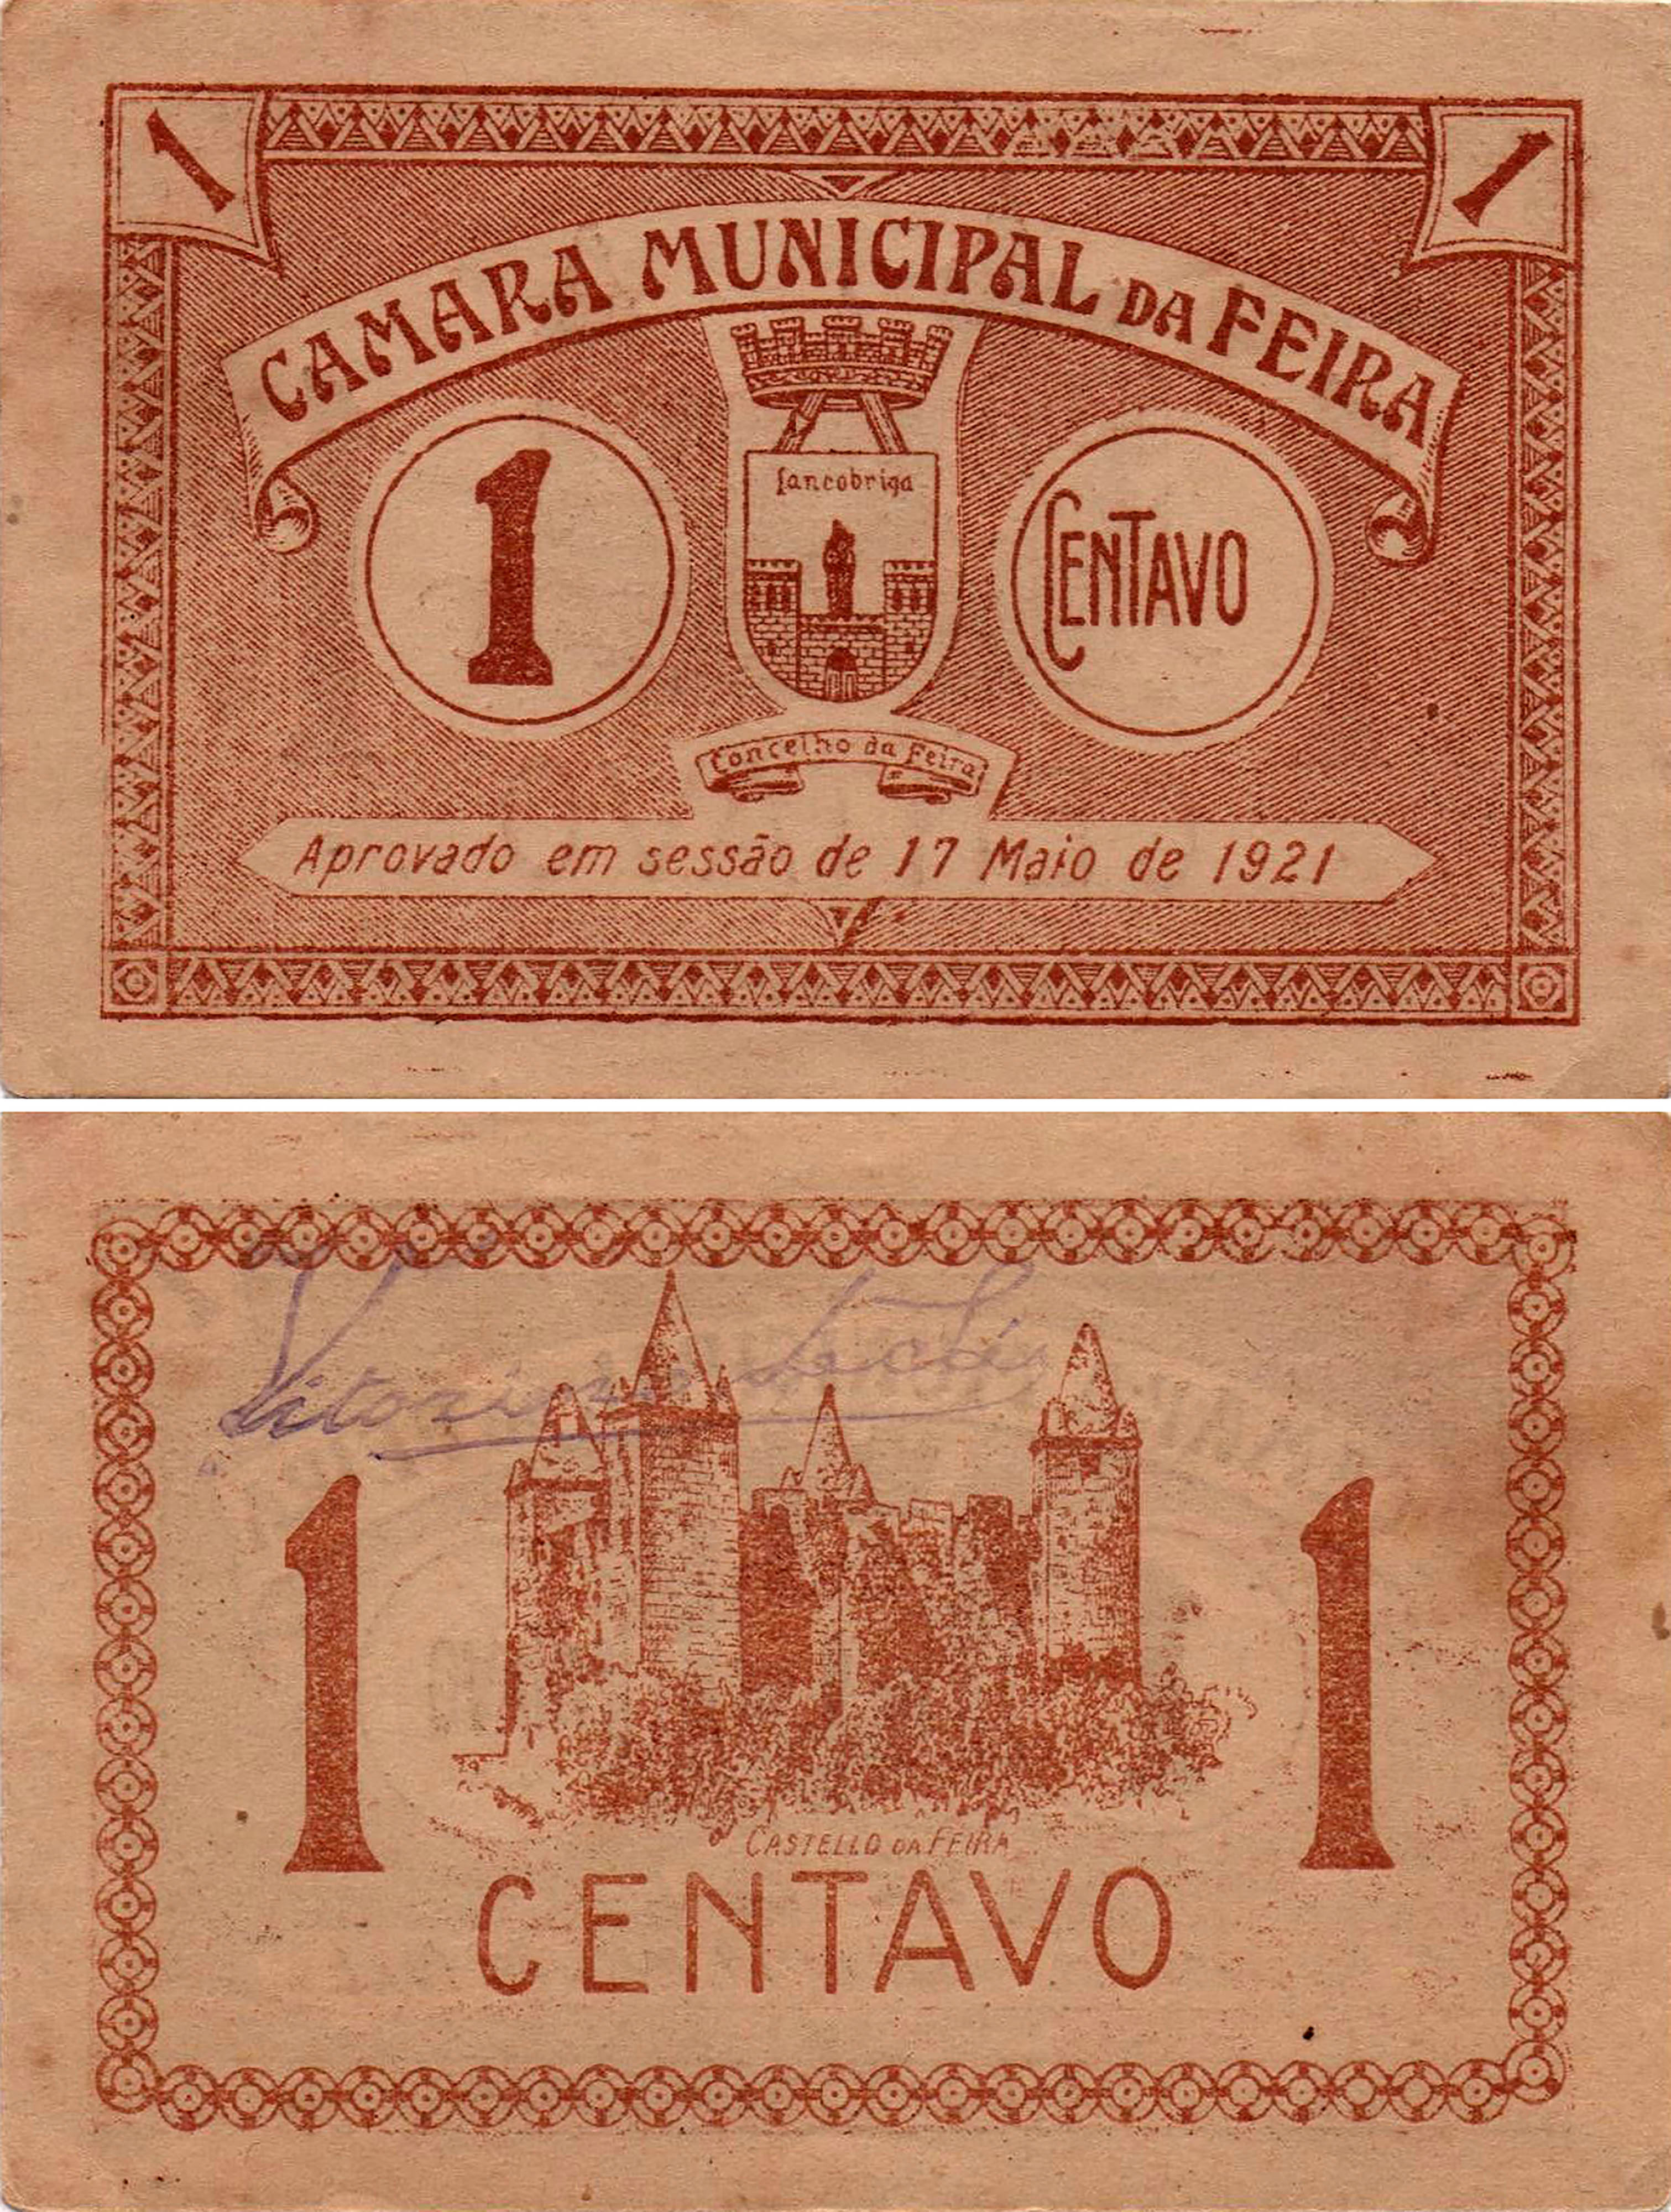 1
1
CAMARA MUNICIPAL DA FEIRA
1
Lancobriga
CENTAVO
Concelho da Feira
Aprovado em sessão de 17 Maio de 1921
1
1
CASTELLO DA FEIRA
CENTAVO